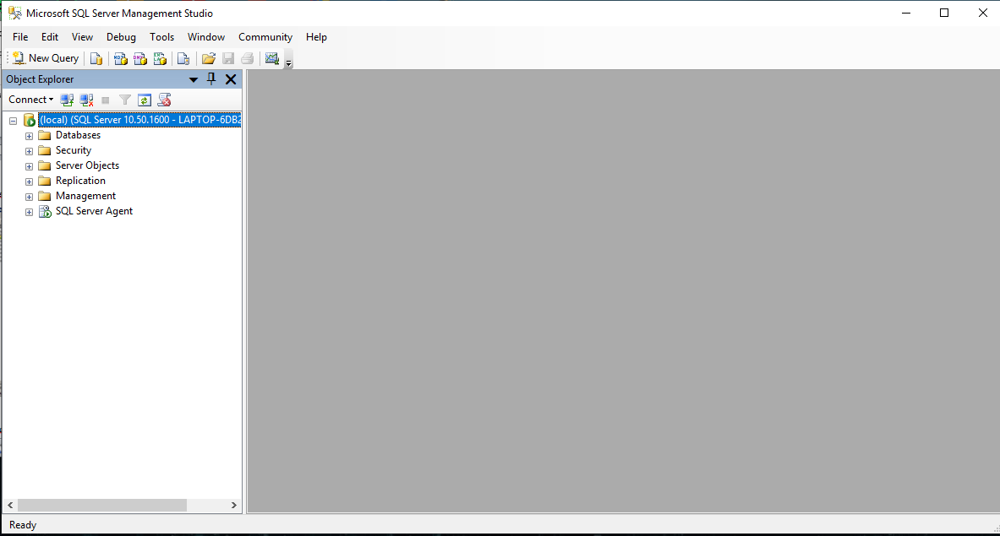 Microsoft SQL Server Management Studio
File Edit View Debug Tools Window Community Help
New Query
Object Explorer
Connect
(local) (SQL Server 10.50.1600 - LAPTOP-6DB2
Databases
Security
Server Objects
Replication
Management
SQL Server Agent
Ready